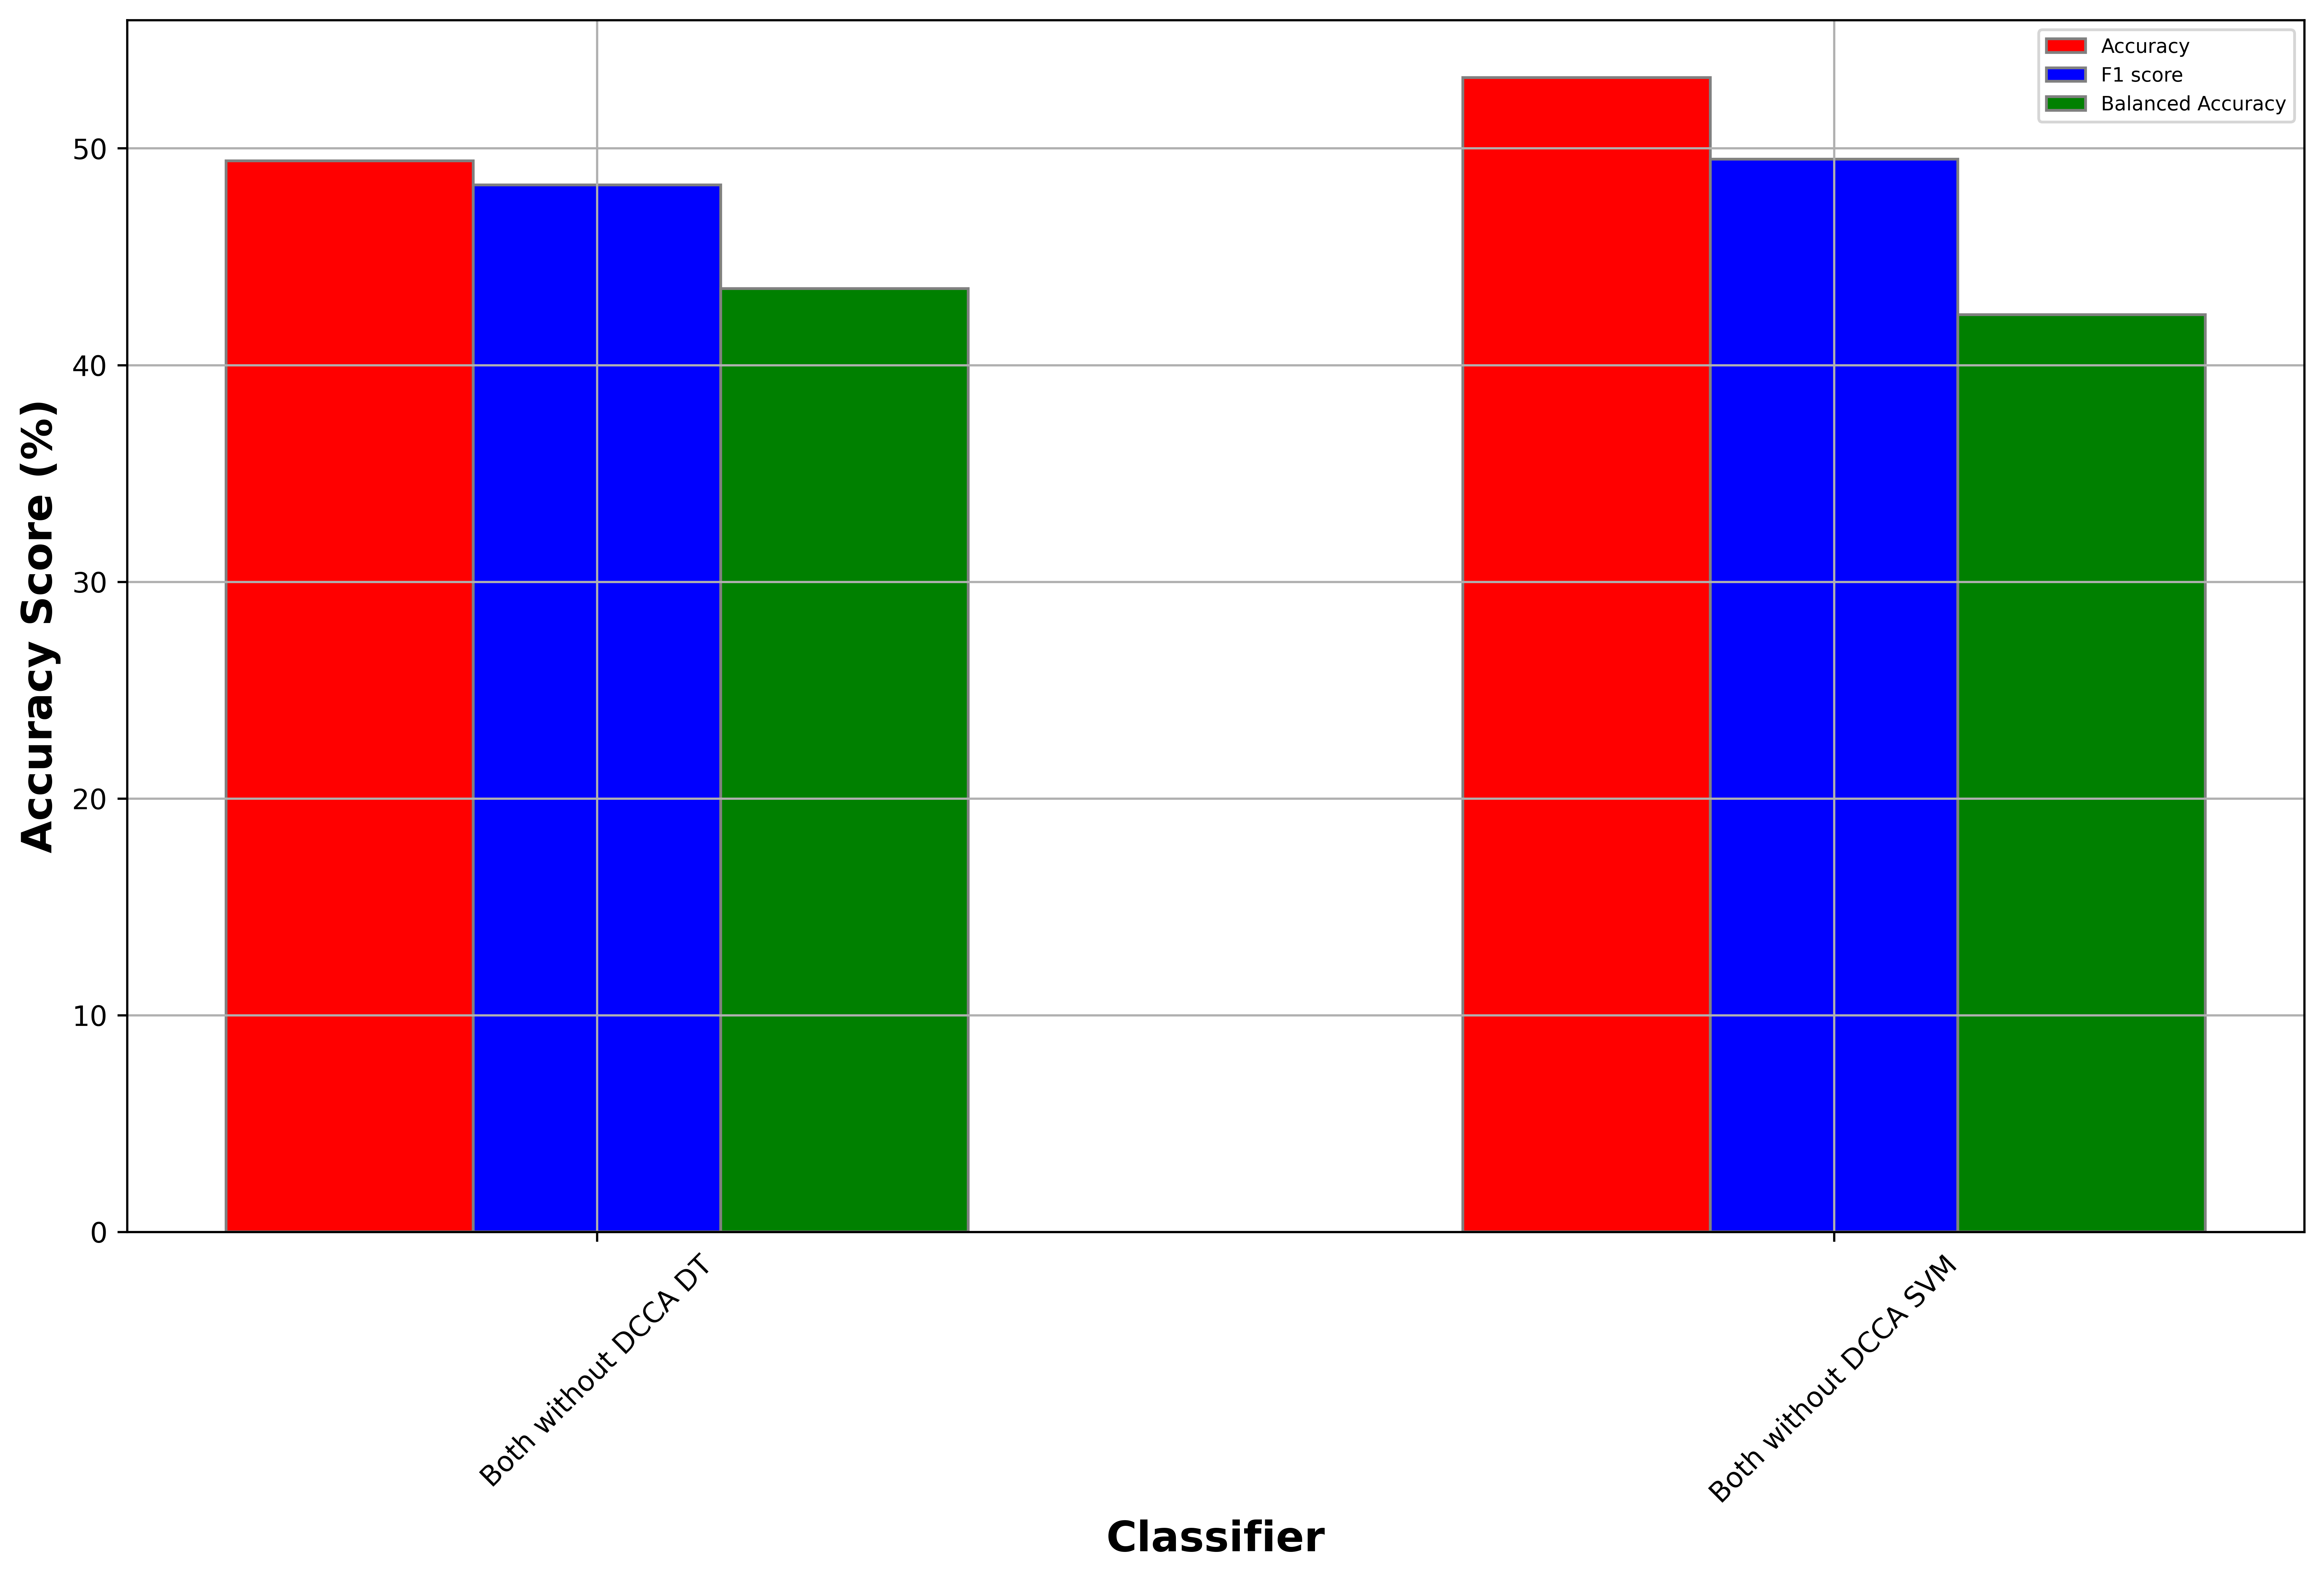 Accuracy
F1 score
Balanced Accuracy
Accuracy Score (%)
50
40
30
20
10
0
Both without DCCA DT
Both without DCCA SVM
Classifier